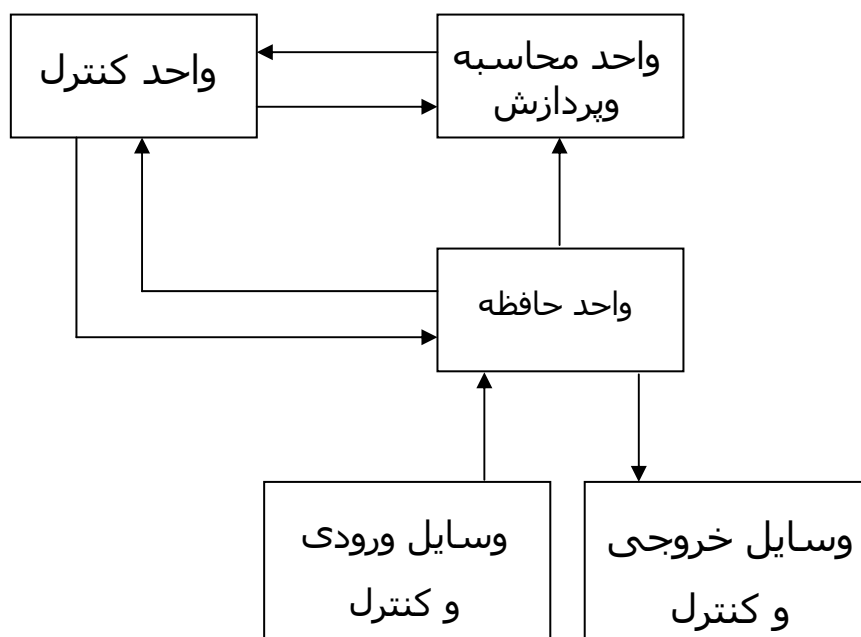 واحد کنترل
واحد محاسبه
وپردازش
واحد حافظه
وسایل ورودی
و کنترل
وسایل خروجی
و کنترل